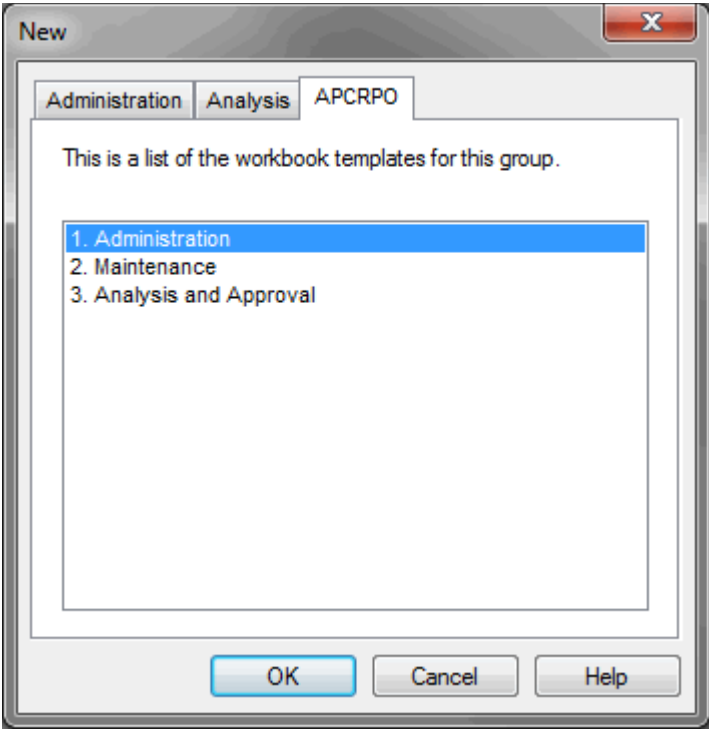 New
Administration Analysis APCRPO
This is a list of the workbook templates for this group.
1. Administration
2. Maintenance
3. Analysis and Approval
OK Cancel Help